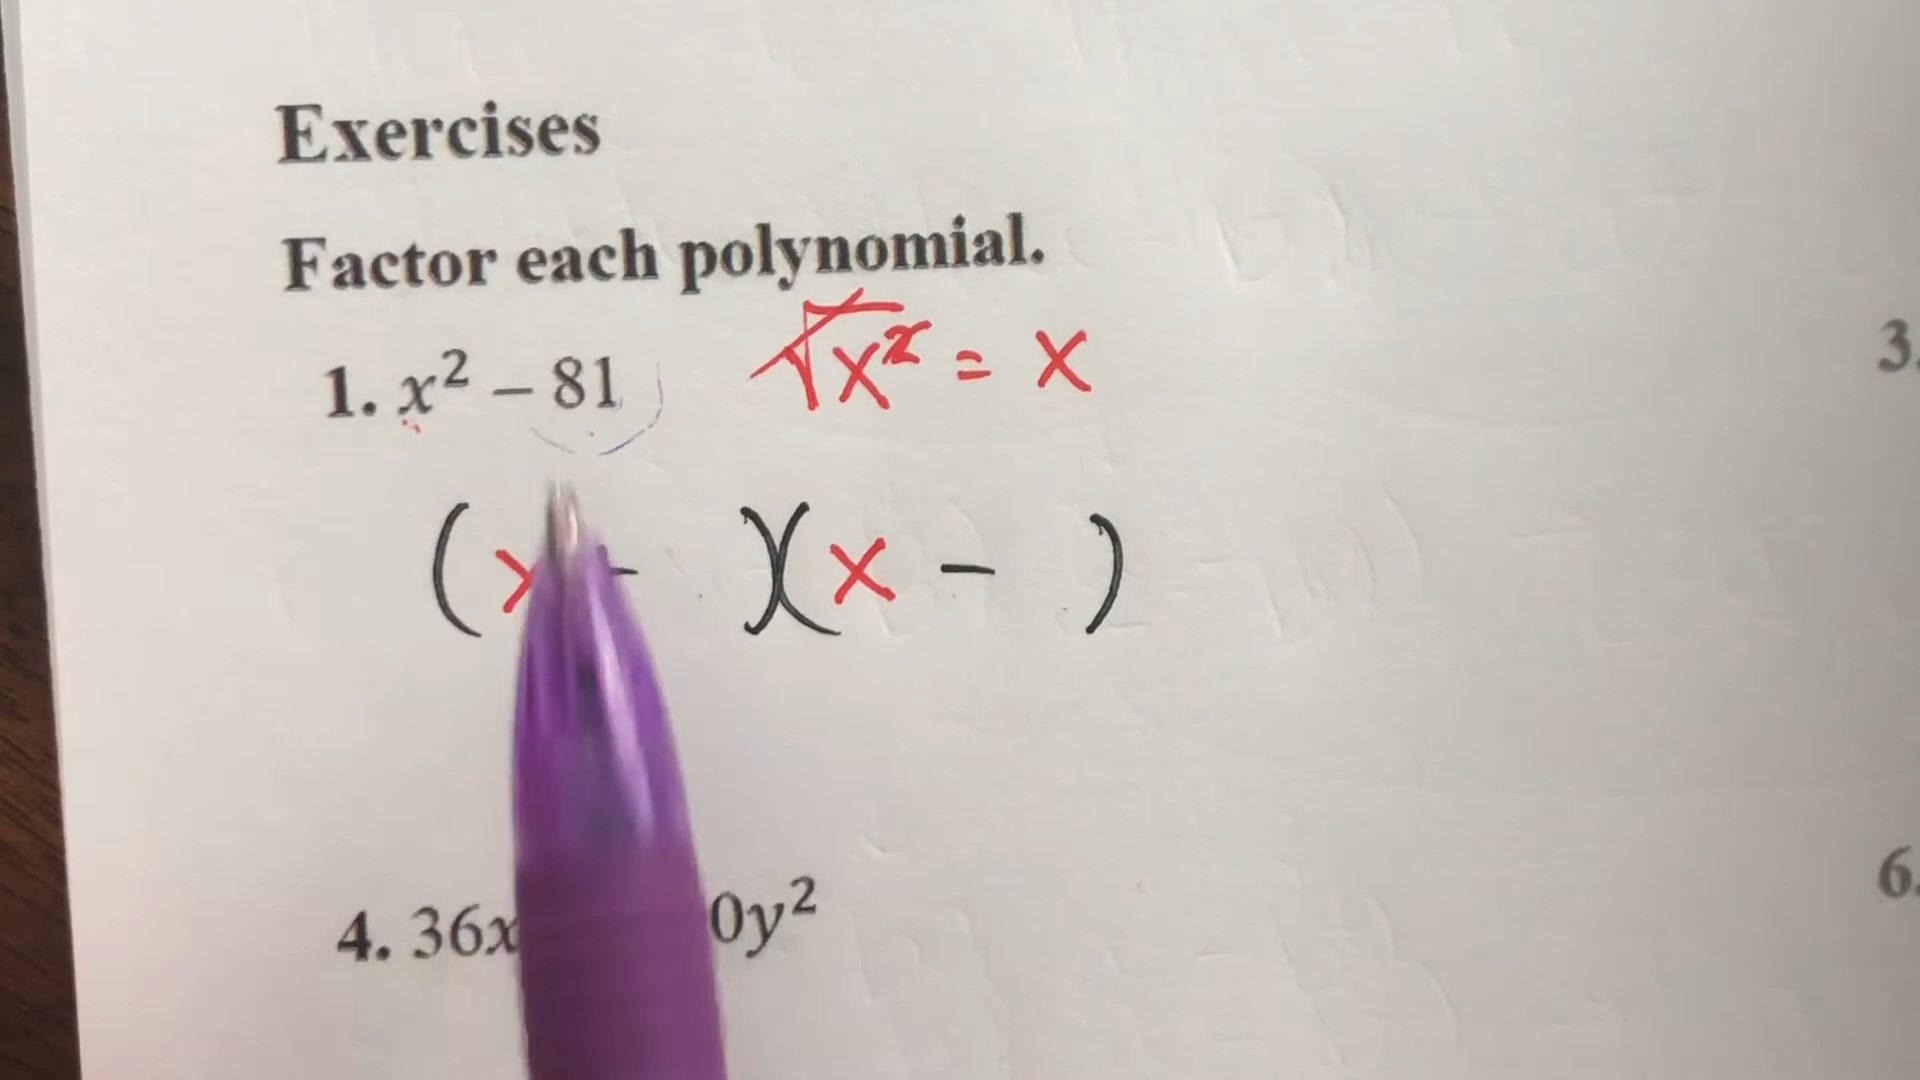 Exercises
Factor each polynomial.
1. x² – 81
√x² = x
3.
( )(x - )
4. 36x 0y²
6.